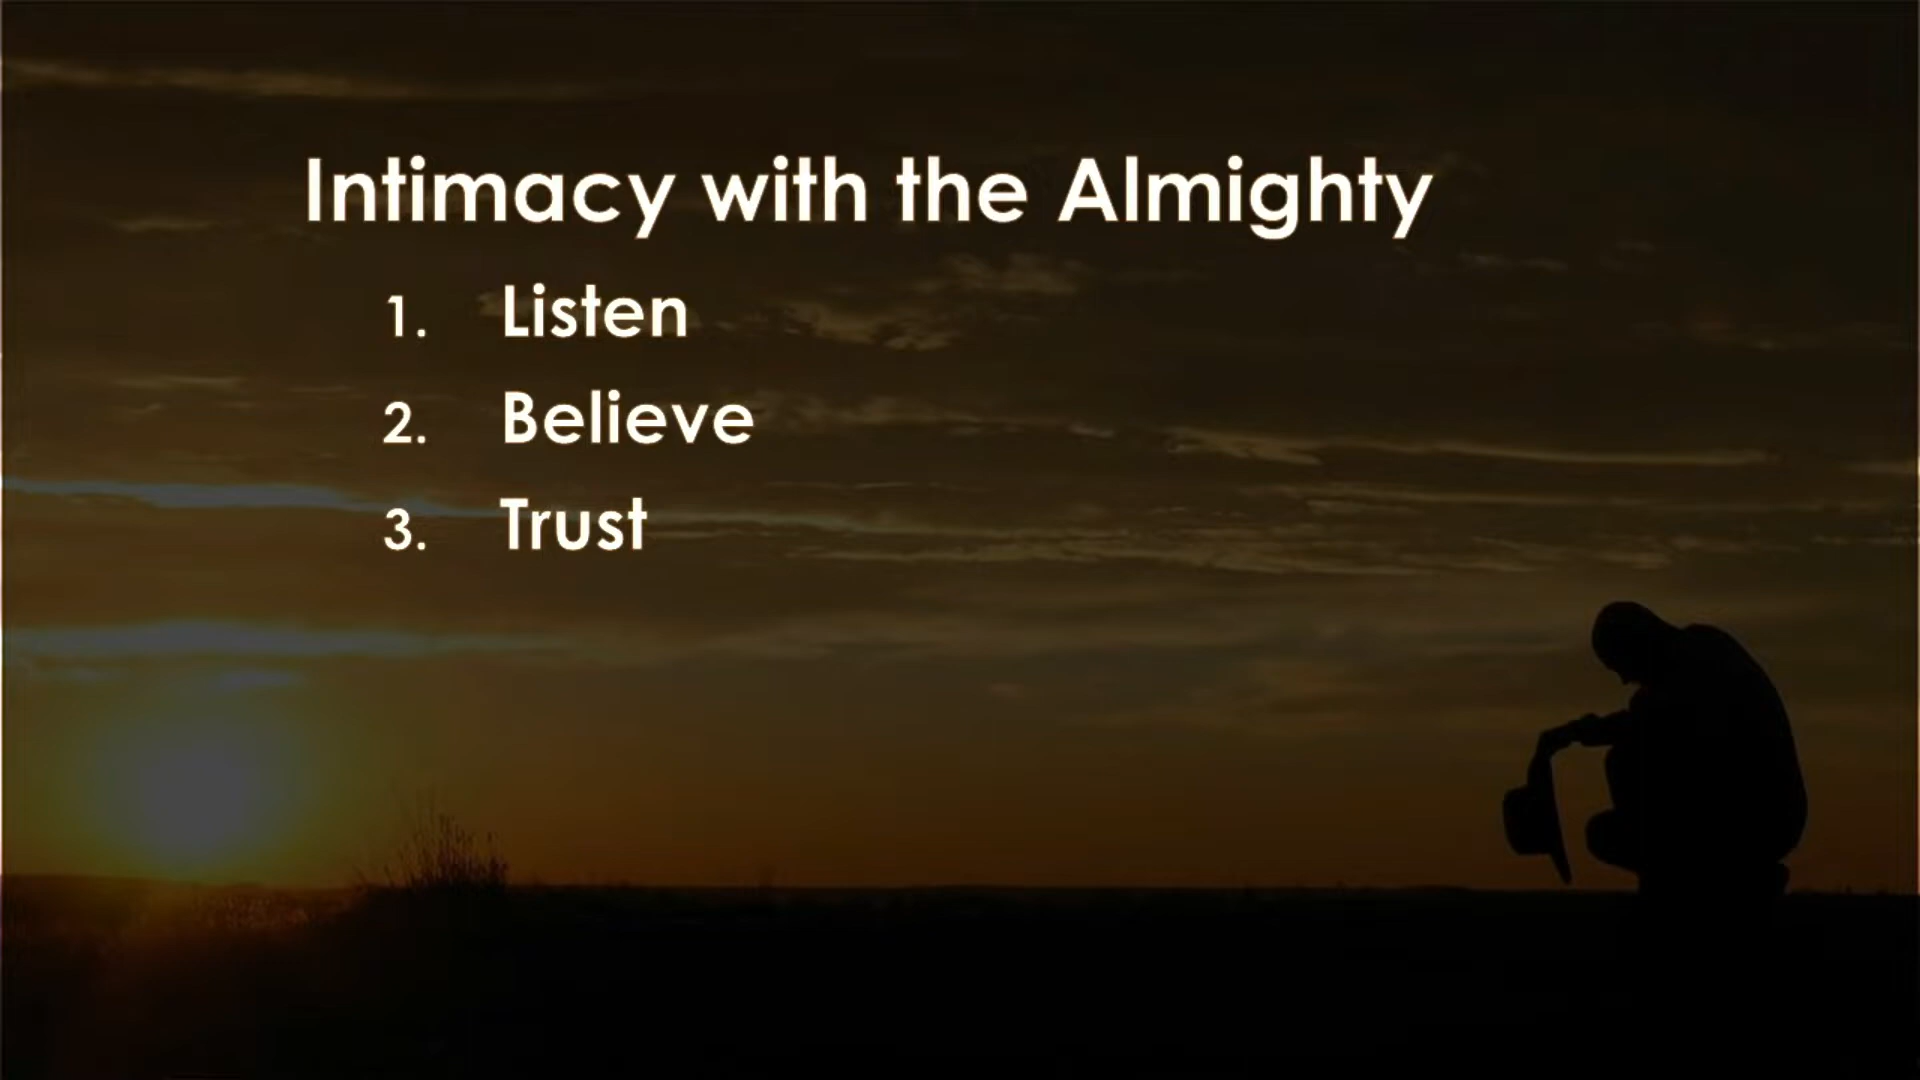 Intimacy with the Almighty
1. Listen
2. Believe
3. Trust